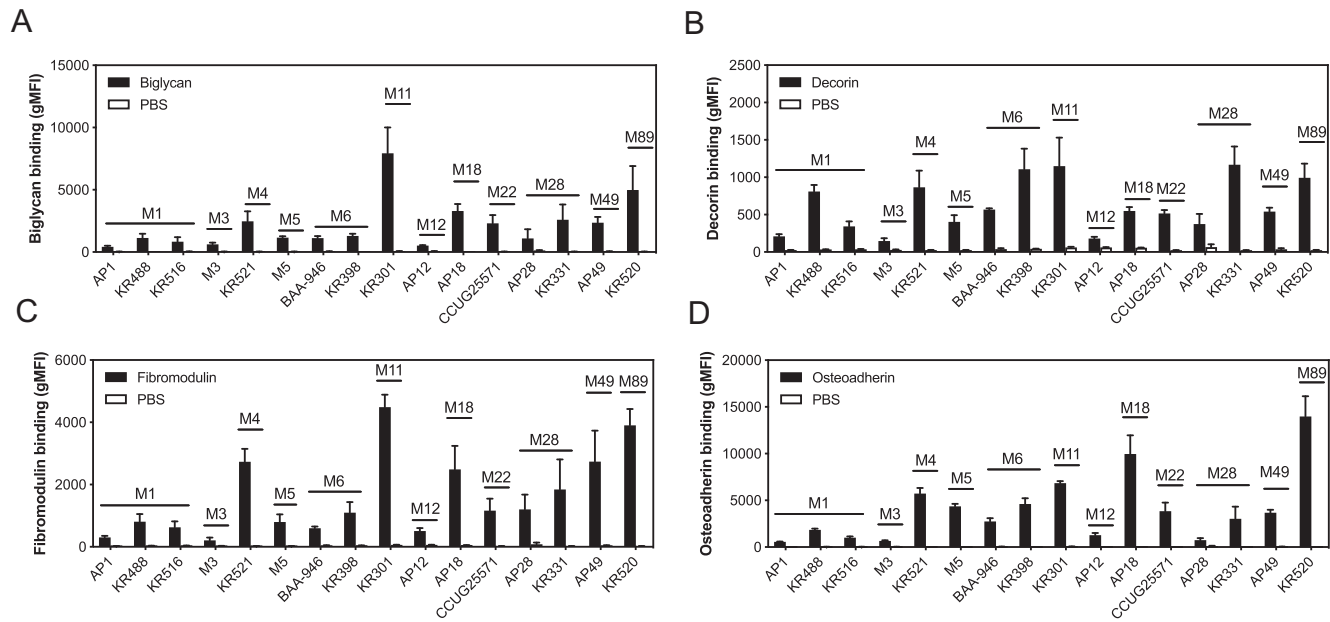 A
Biglycan binding (gMFI)
15000
10000
5000
0
Biglycan
PBS
M1
M3
M4
M5
M6
M11
M12
M18
M22
M28
M49
M89
AP1
KR488
KR516
M3
KR521
M5
BAA-946
KR398
KR301
AP12
AP18
CCUG25571
AP28
KR331
AP49
KR520
B
Decorin binding (gMFI)
2500
2000
1500
1000
500
0
Decorin
PBS
M1
M3
M4
M5
M6
M11
M12
M18
M22
M28
M49
M89
AP1
KR488
KR516
M3
KR521
M5
BAA-946
KR398
KR301
AP12
AP18
CCUG25571
AP28
KR331
AP49
KR520
C
Fibromodulin binding (gMFI)
6000
4000
2000
0
Fibromodulin
PBS
M1
M3
M4
M5
M6
M11
M12
M18
M22
M28
M49
M89
AP1
KR488
KR516
M3
KR521
M5
BAA-946
KR398
KR301
AP12
AP18
CCUG25571
AP28
KR331
AP49
KR520
D
Osteoadherin binding (gMFI)
20000
15000
10000
5000
0
Osteoadherin
PBS
M1
M3
M4
M5
M6
M11
M12
M18
M22
M28
M49
M89
AP1
KR488
KR516
M3
KR521
M5
BAA-946
KR398
KR301
AP12
AP18
CCUG25571
AP28
KR331
AP49
KR520